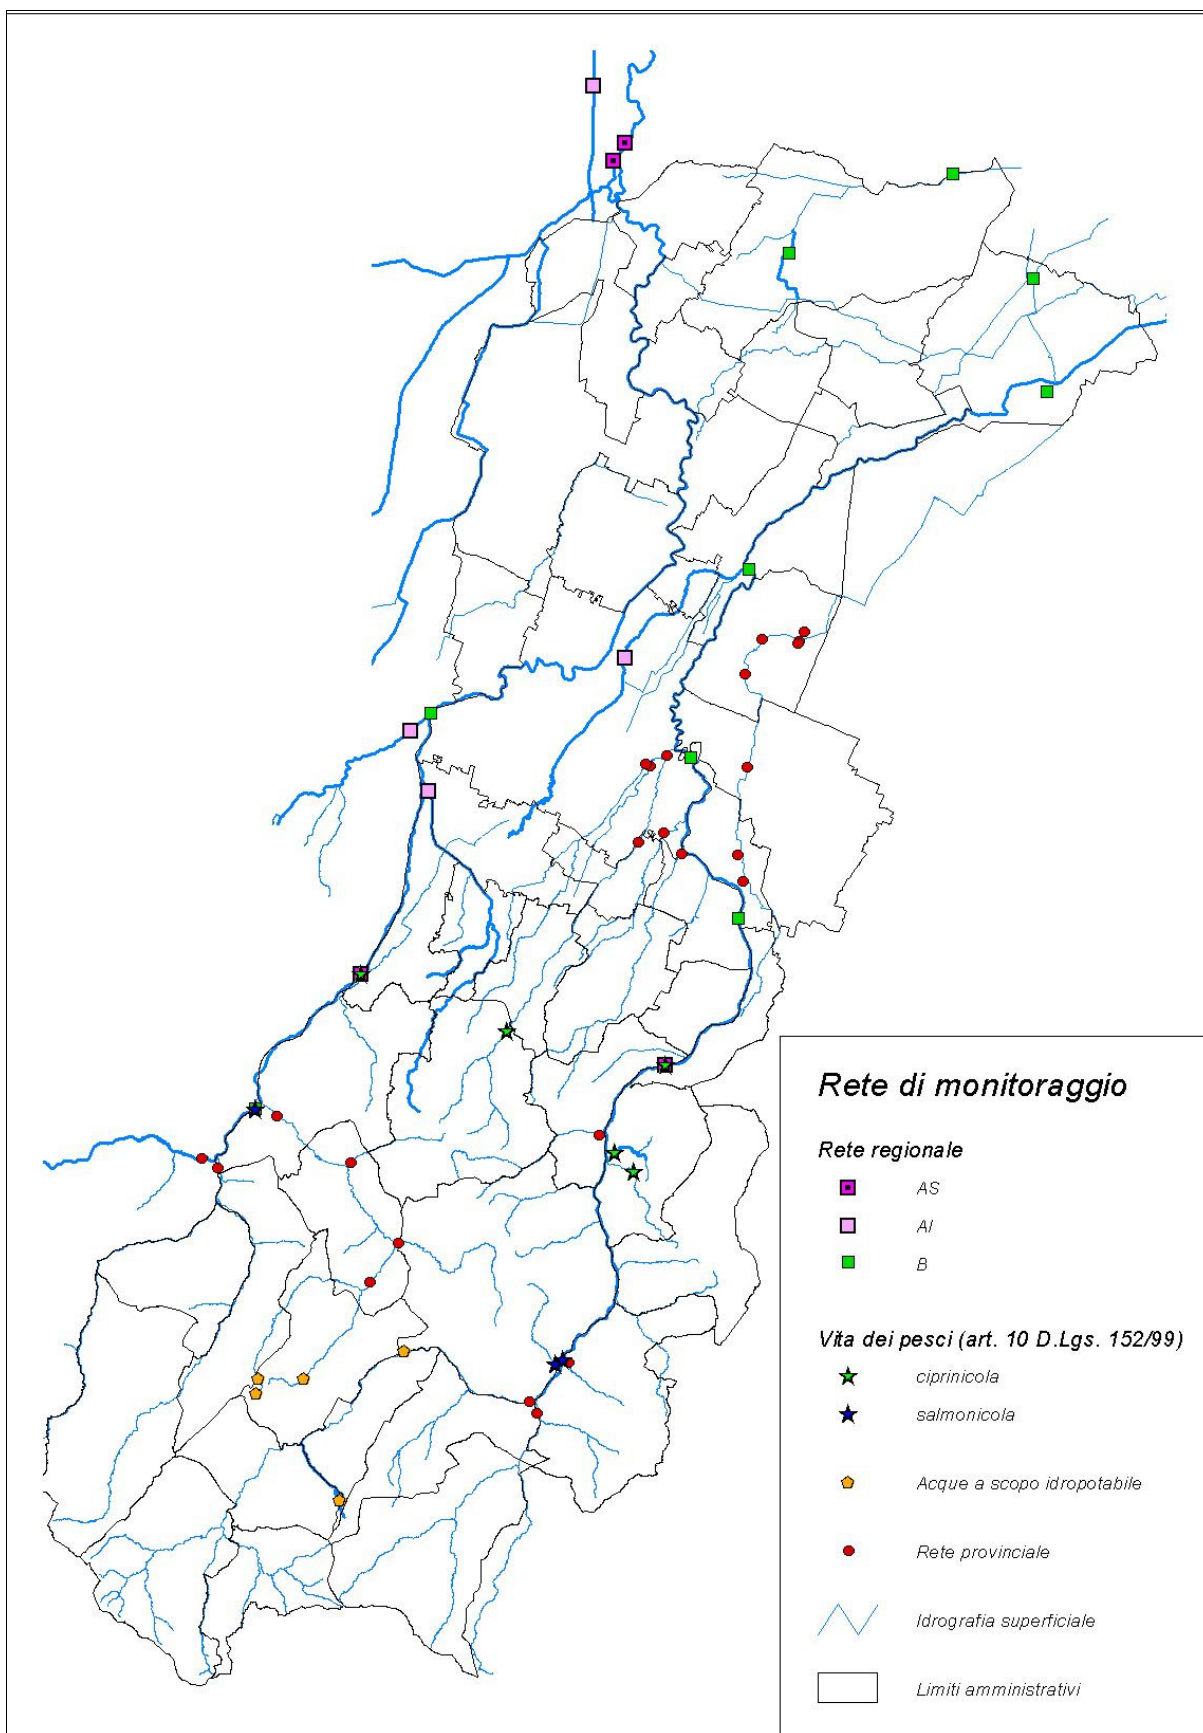 Rete di monitoraggio
Rete regionale
AS
AI
B
Vita dei pesci (art. 10 D.Lgs. 152/99)
ciprinicola
salmonicola
Acque a scopo idropotabile
Rete provinciale
Idrografia superficiale
Limiti amministrativi